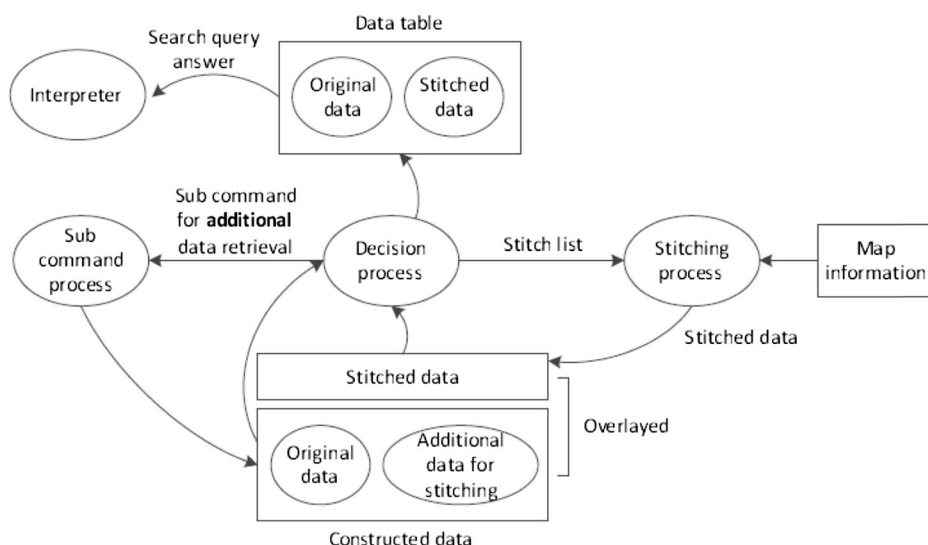 Data table
Search query
answer
Interpreter
Original
data
Stitched
data
Sub command
for additional
data retrieval
Sub
command
process
Decision
process
Stitch list
Stitching
process
Map
information
Stitched data
Stitched data
Overlayed
Original
data
Additional
data for
stitching
Constructed data